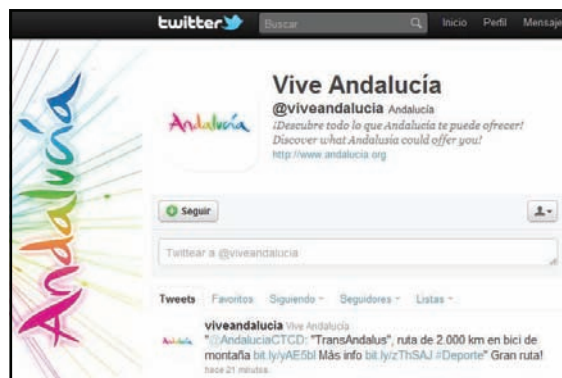 twitter Buscar Inicio Perfil Mensaje
Andalucía
Vive Andalucía
@viveandalucia Andalucía
Andalucía
¡Descubre todo lo que Andalucía te puede ofrecer!
Discover what Andalusia could offer you!
http://www.andalucia.org
Seguir
Twittear a @viveandalucia
Tweets Favoritos Siguiendo Seguidores Listas
viveandalucia Vive Andalucía
Andalucía
"@AndaluciaCTCD: "TransAndalus", ruta de 2.000 km en bici de
montaña bit.ly/yAE5bl Más info bit.ly/zThSAJ #Deporte" Gran ruta!
hace 21 minutos